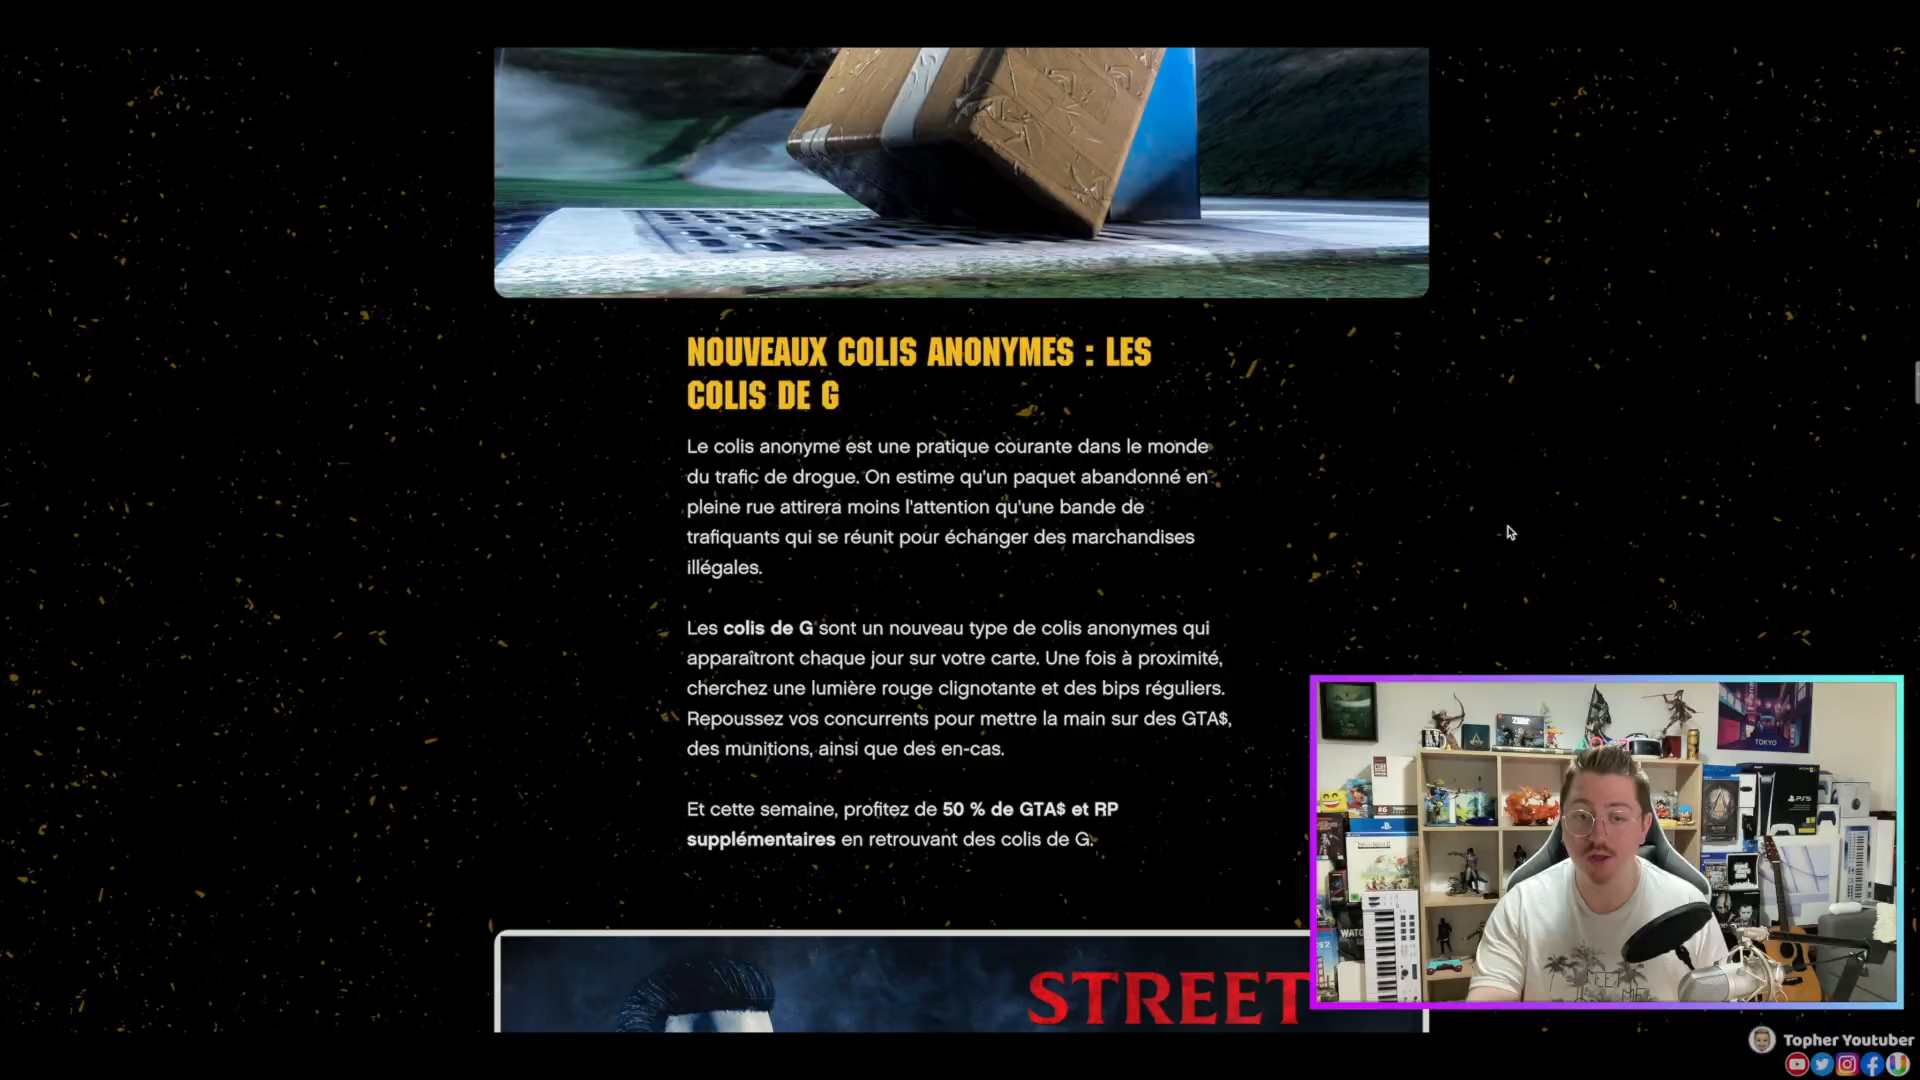 NOUVEAUX COLIS ANONYMES : LES
COLIS DE G
Le colis anonyme est une pratique courante dans le monde
du trafic de drogue. On estime qu'un paquet abandonné en
pleine rue attirera moins l'attention qu'une bande de
trafiquants qui se réunit pour échanger des marchandises
illégales.
Les colis de G sont un nouveau type de colis anonymes qui
apparaîtront chaque jour sur votre carte. Une fois à proximité,
cherchez une lumière rouge clignotante et des bips réguliers.
Repoussez vos concurrents pour mettre la main sur des GTA$,
des munitions, ainsi que des en-cas.
Et cette semaine, profitez de 50 % de GTA$ et RP
supplémentaires en retrouvant des colis de G.
STREET
TOKYO
PS5
Topher Youtuber